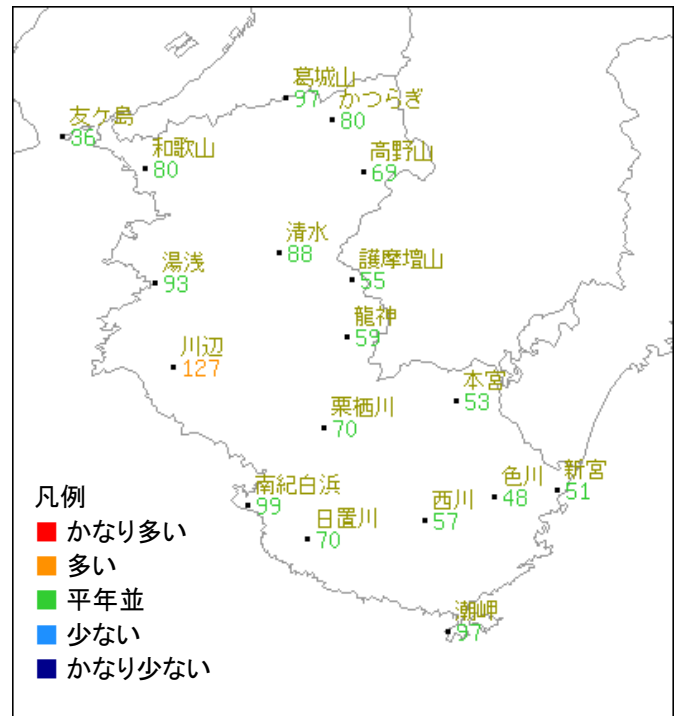 葛城山
97
かつらぎ
80
友ケ島
36
和歌山
80
高野山
69
清水
88
護摩壇山
55
湯浅
93
龍神
59
川辺
127
本宮
53
栗栖川
70
色川
48
新宮
51
南紀白浜
99
西川
57
日置川
70
潮岬
97
凡例
かなり多い
多い
平年並
少ない
かなり少ない